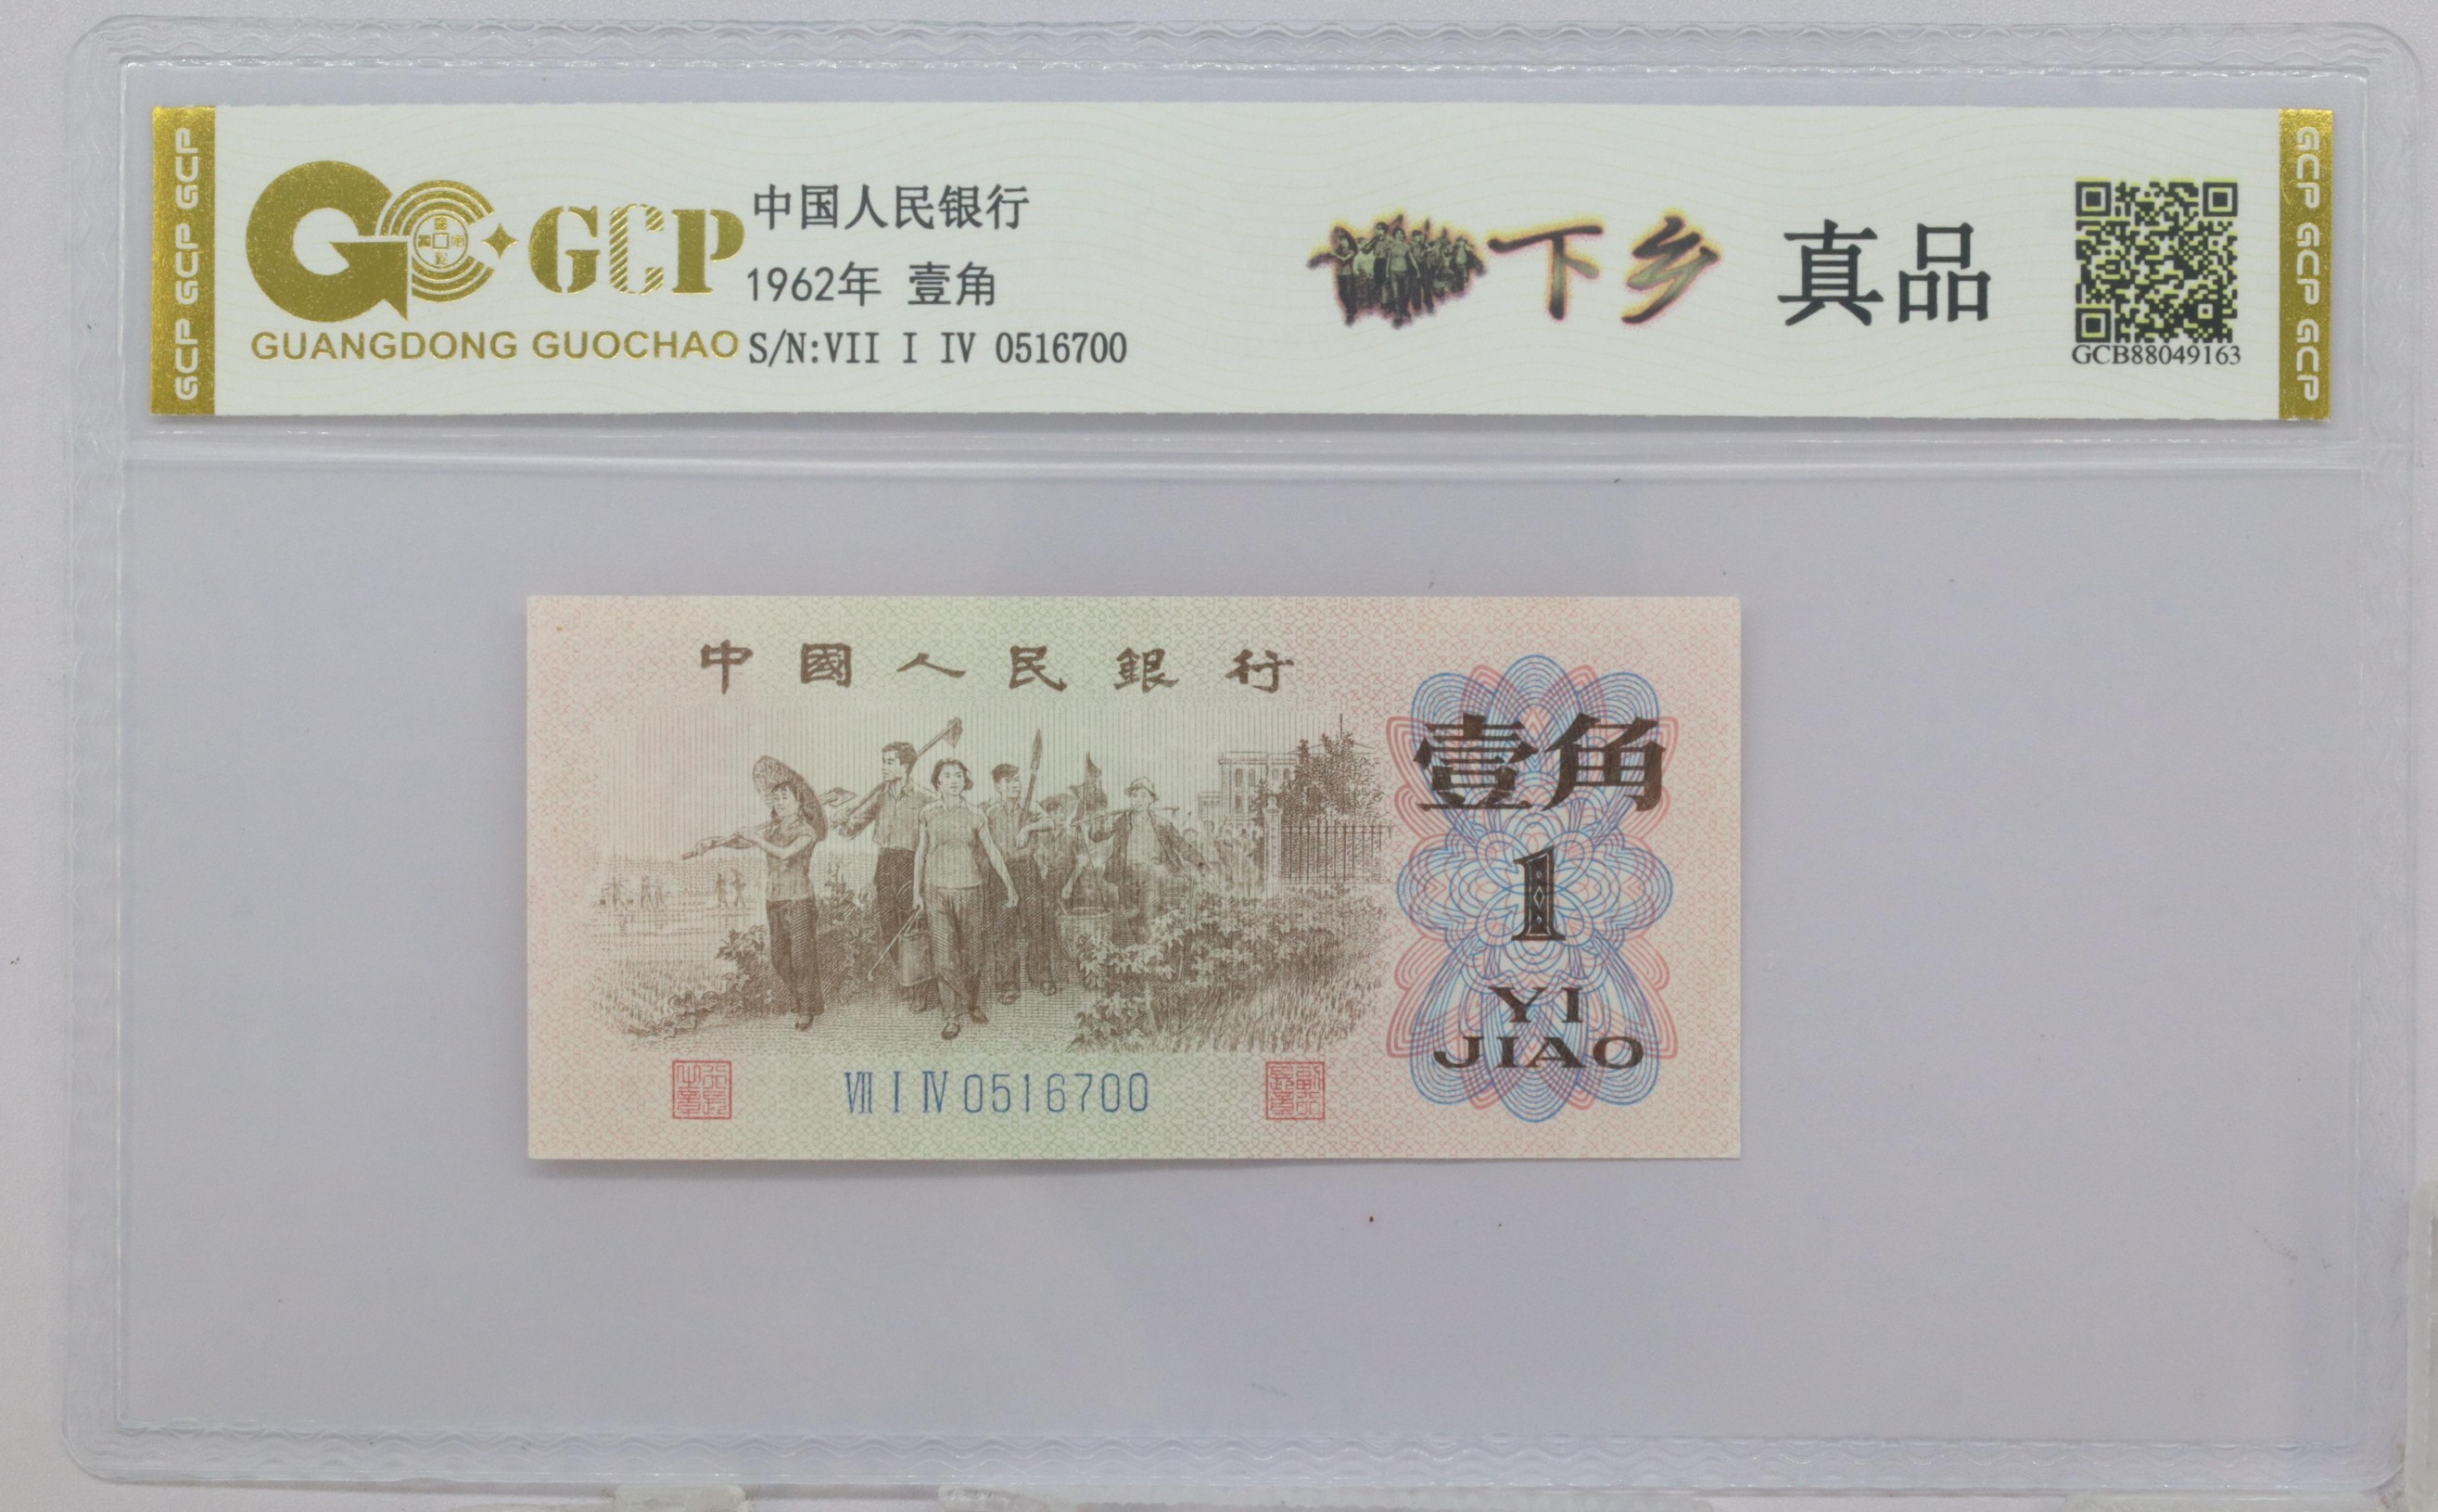 GCP GCP GCP
GCP
GUANGDONG GUOCHAO
中国人民银行
1962年 壹角
S/N:VII I IV 0516700
下乡 真品
GCB88049163
GCP GCP GCP
中國人民銀行
壹角
1
YI
JIAO
VII I IV 0516700